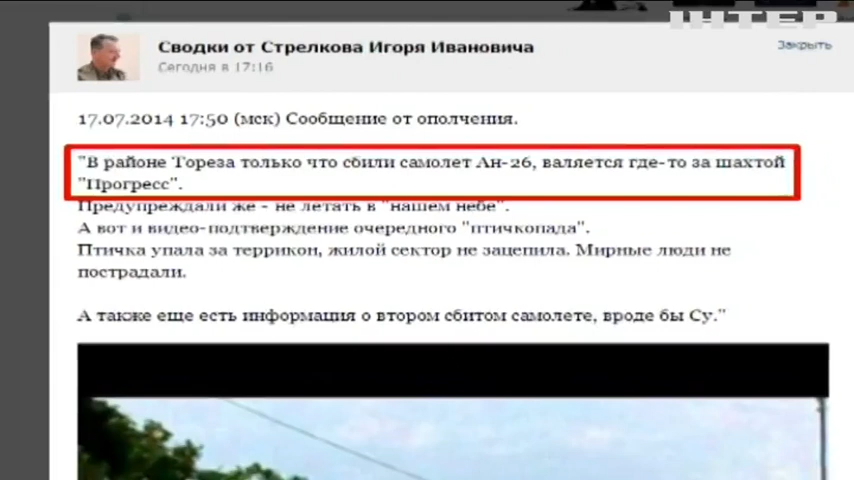 ІНТЕР
Сводки от Стрелкова Игоря Ивановича
Закрыть
Сегодня в 17:16
17.07.2014 17:50 (мск) Сообщение от ополчения.
"В районе Тореза только что сбили самолет Ан-26, валяется где-то за шахтой
"Прогресс".
Предупреждали же - не летать в "нашем небе".
А вот и видео-подтверждение очередного "птичкопада".
Птичка упала за террикон, жилой сектор не зацепила. Мирные люди не
пострадали.
А также еще есть информация о втором сбитом самолете, вроде бы Су."